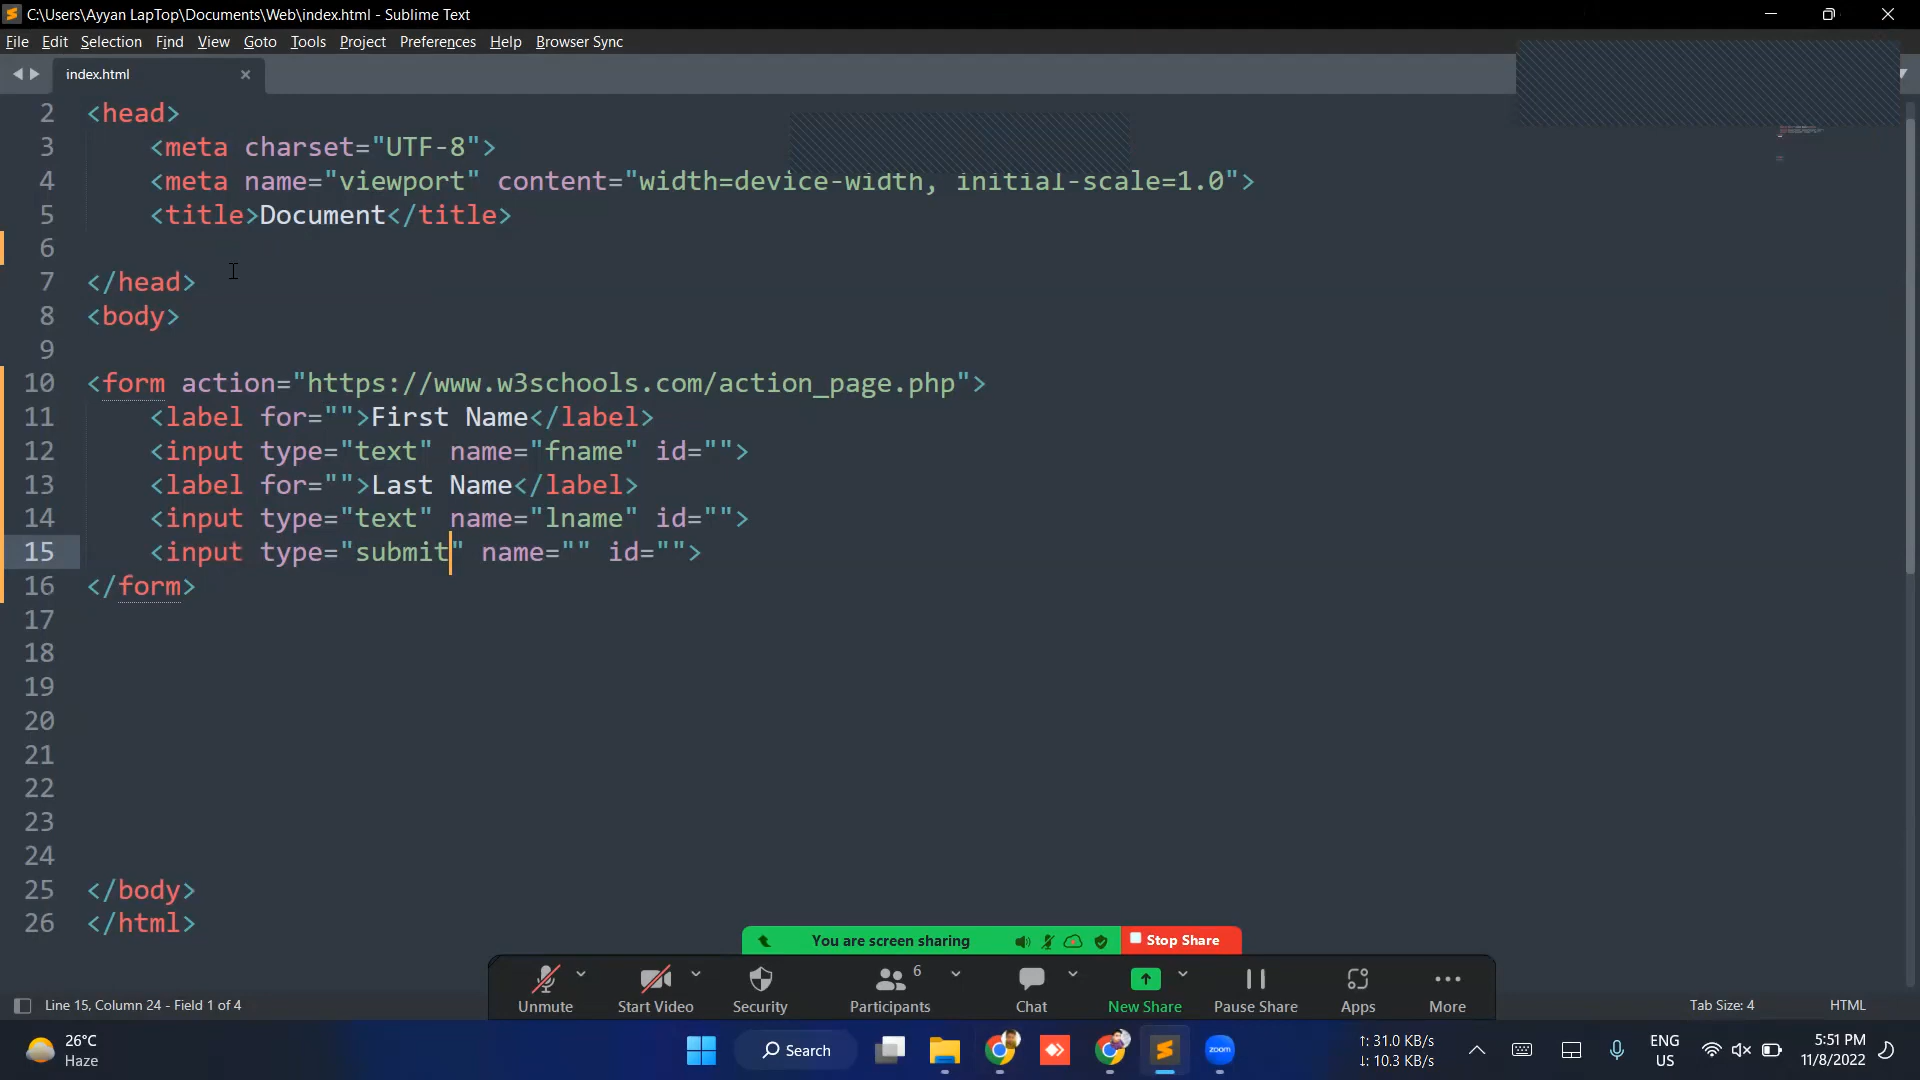 C:\Users\Ayyan LapTop\Documents\Web\index.html - Sublime Text
File Edit Selection Find View Goto Tools Project Preferences Help Browser Sync
index.html
2 <head>
3 <meta charset="UTF-8">
4 <meta name="viewport" content="width=device-width, initial-scale=1.0">
5 <title>Document</title>
6
7 </head>
8 <body>
9
10 <form action="https://www.w3schools.com/action_page.php">
11 <label for="">First Name</label>
12 <input type="text" name="fname" id="">
13 <label for="">Last Name</label>
14 <input type="text" name="lname" id="">
15 <input type="submit" name="" id="">
16 </form>
17
18
19
20
21
22
23
24
25 </body>
26 </html>
You are screen sharing Stop Share
6
Unmute Start Video Security Participants Chat New Share Pause Share Apps More
Line 15, Column 24 - Field 1 of 4 Tab Size: 4 HTML
26°C
Haze
Search
zoom
↑: 31.0 KB/s
↓: 10.3 KB/s
ENG
US
5:51 PM
11/8/2022